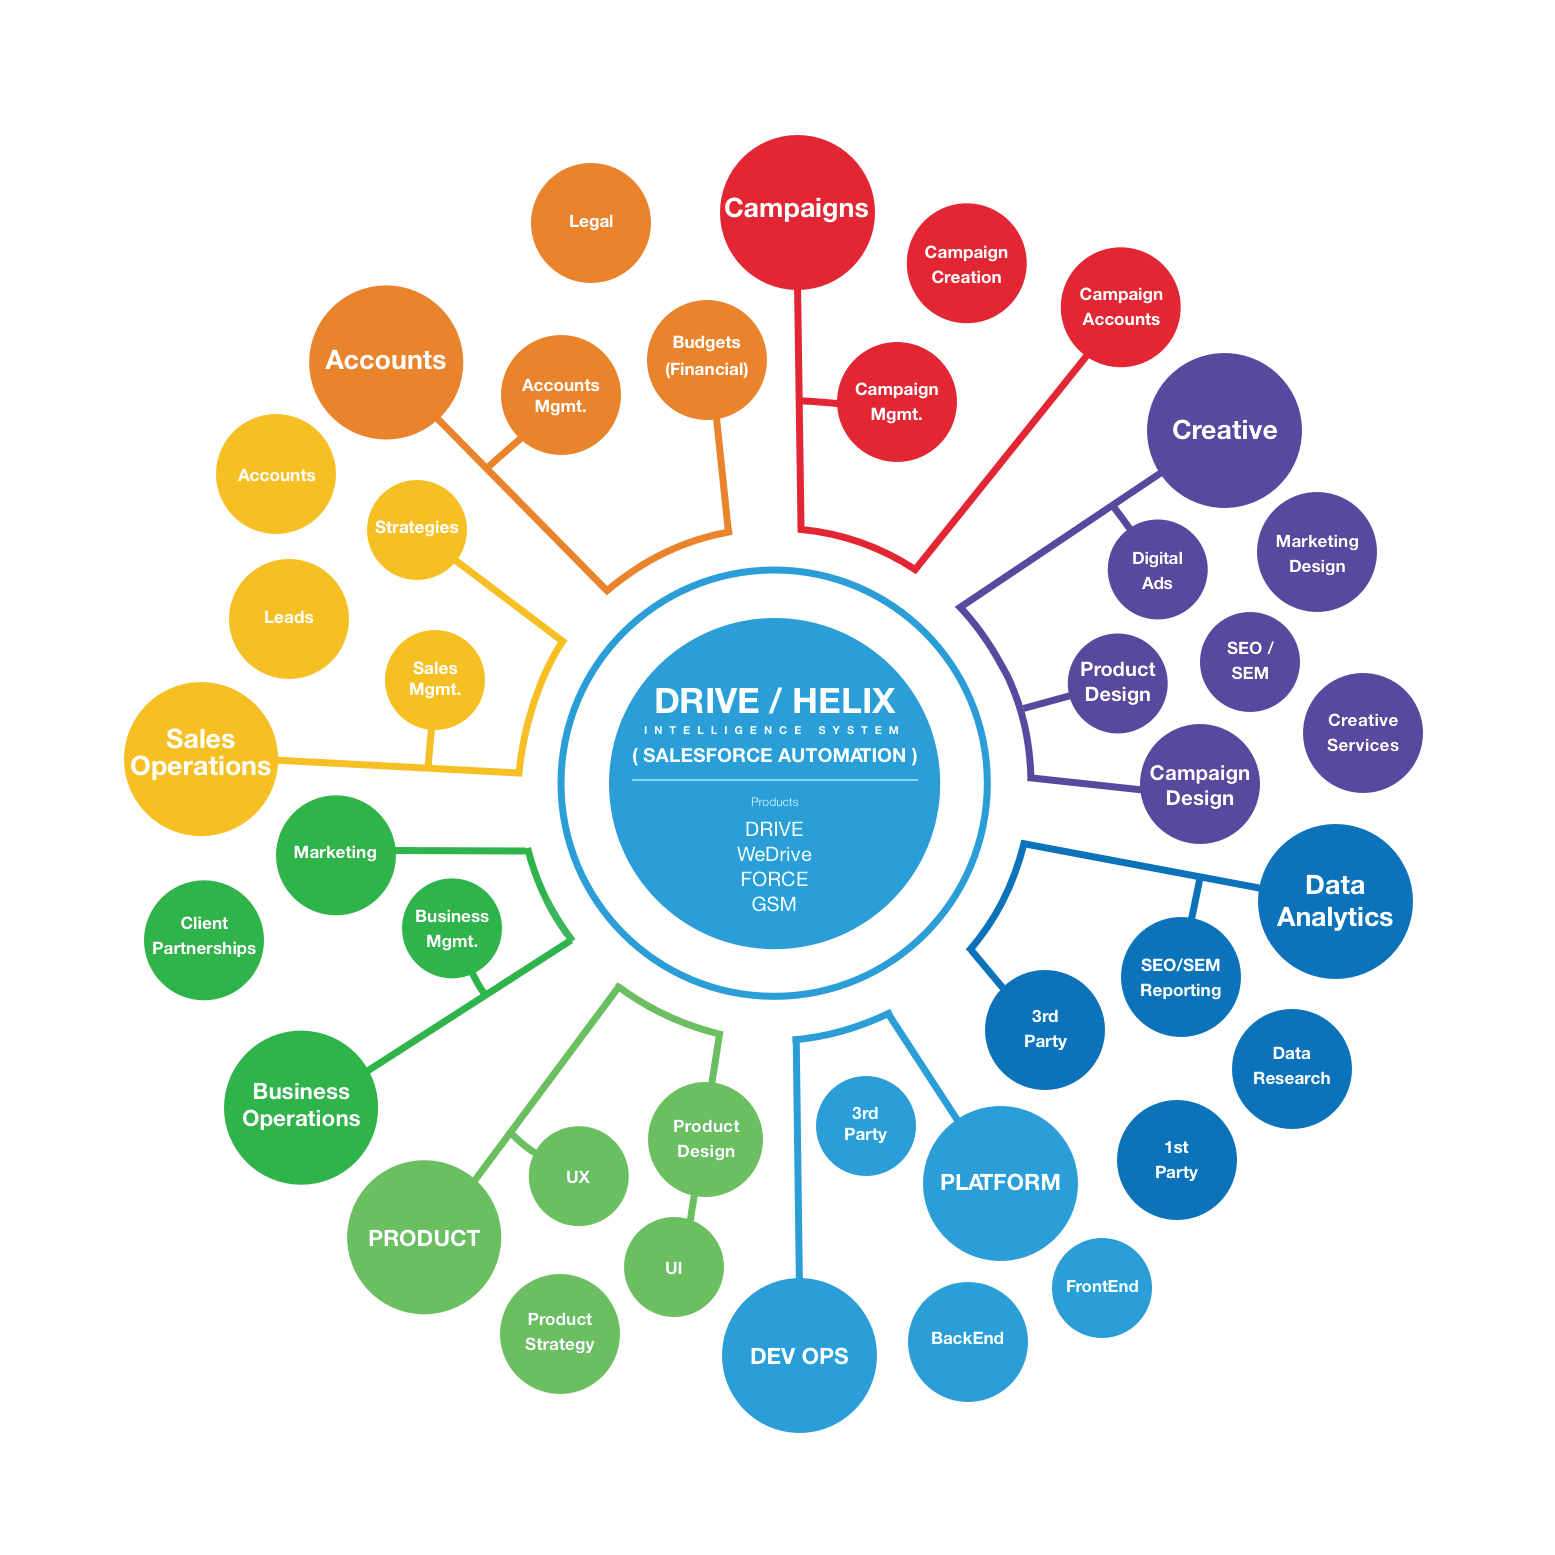 DRIVE / HELIX
INTELLIGENCE SYSTEM
( SALESFORCE AUTOMATION )
Products
DRIVE
WeDrive
FORCE
GSM
Campaigns
Campaign
Creation
Campaign
Accounts
Campaign
Mgmt.
Creative
Digital
Ads
Marketing
Design
SEO /
SEM
Product
Design
Creative
Services
Campaign
Design
Data
Analytics
SEO/SEM
Reporting
3rd
Party
Data
Research
1st
Party
PLATFORM
3rd
Party
FrontEnd
BackEnd
DEV OPS
Product
Design
UX
UI
PRODUCT
Product
Strategy
Business
Operations
Business
Mgmt.
Client
Partnerships
Marketing
Sales
Operations
Sales
Mgmt.
Leads
Strategies
Accounts
Accounts
Accounts
Mgmt.
Budgets
(Financial)
Legal